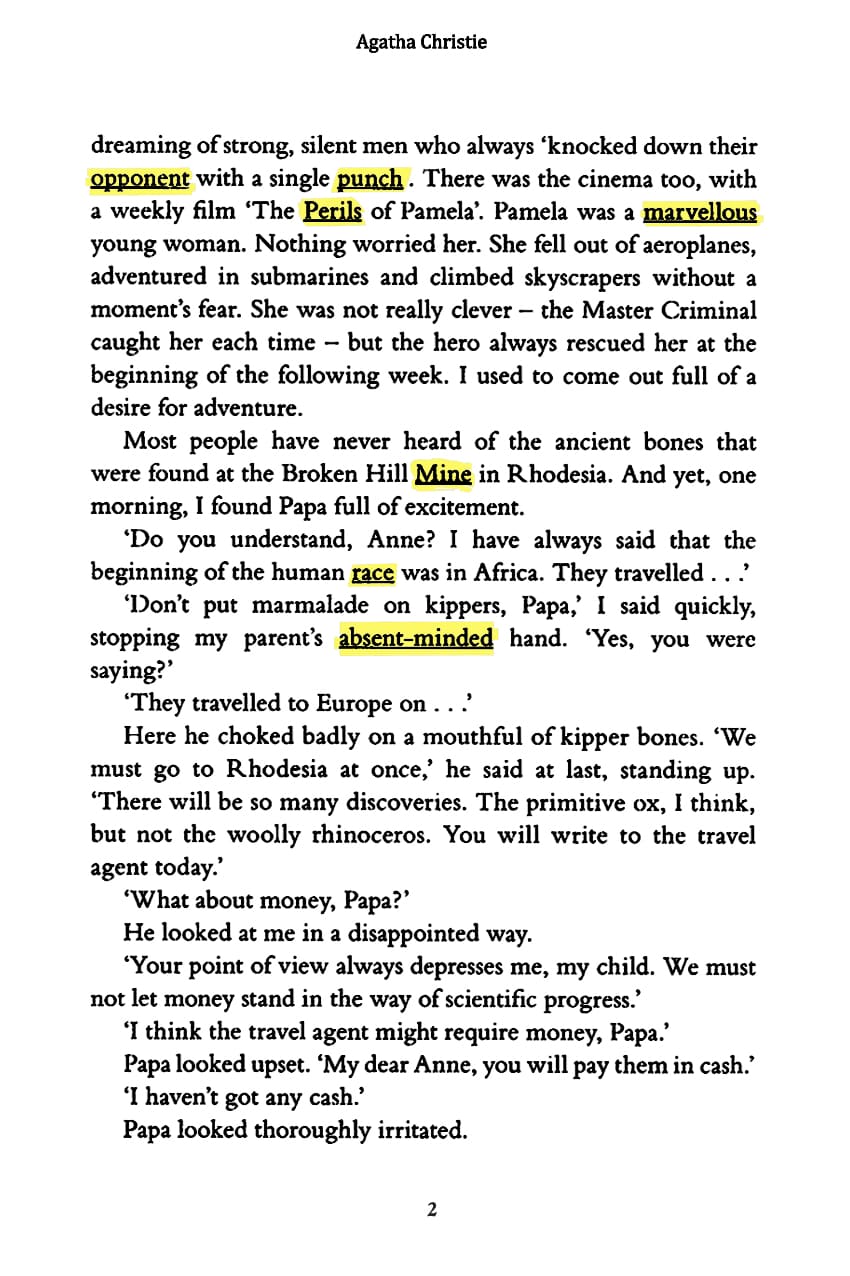 Agatha Christie
dreaming of strong, silent men who always ‘knocked down their
opponent with a single punch . There was the cinema too, with
a weekly film ‘The Perils of Pamela’. Pamela was a marvellous
young woman. Nothing worried her. She fell out of aeroplanes,
adventured in submarines and climbed skyscrapers without a
moment’s fear. She was not really clever – the Master Criminal
caught her each time – but the hero always rescued her at the
beginning of the following week. I used to come out full of a
desire for adventure.
Most people have never heard of the ancient bones that
were found at the Broken Hill Mine in Rhodesia. And yet, one
morning, I found Papa full of excitement.
‘Do you understand, Anne? I have always said that the
beginning of the human race was in Africa. They travelled . . .’
‘Don’t put marmalade on kippers, Papa,’ I said quickly,
stopping my parent’s absent-minded hand. ‘Yes, you were
saying?’
‘They travelled to Europe on . . .’
Here he choked badly on a mouthful of kipper bones. ‘We
must go to Rhodesia at once,’ he said at last, standing up.
‘There will be so many discoveries. The primitive ox, I think,
but not the woolly rhinoceros. You will write to the travel
agent today.’
‘What about money, Papa?’
He looked at me in a disappointed way.
‘Your point of view always depresses me, my child. We must
not let money stand in the way of scientific progress.’
‘I think the travel agent might require money, Papa.’
Papa looked upset. ‘My dear Anne, you will pay them in cash.’
‘I haven’t got any cash.’
Papa looked thoroughly irritated.
2